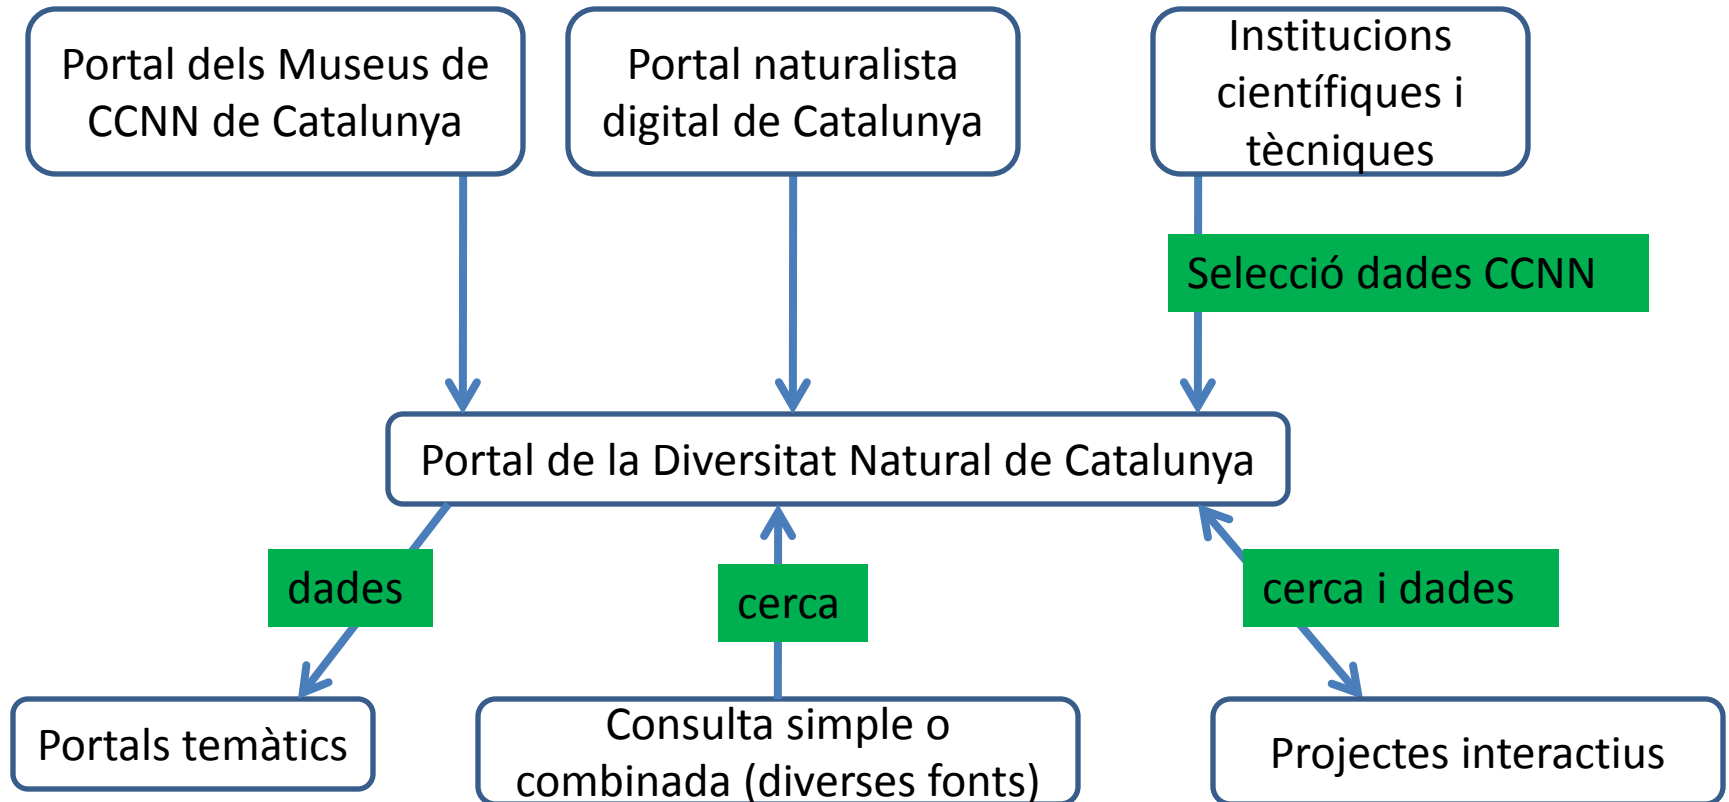 Portal dels Museus de
CCNN de Catalunya
Portal naturalista
digital de Catalunya
Institucions
científiques i
tècniques
Selecció dades CCNN
Portal de la Diversitat Natural de Catalunya
dades
cerca
cerca i dades
Portals temàtics
Consulta simple o
combinada (diverses fonts)
Projectes interactius